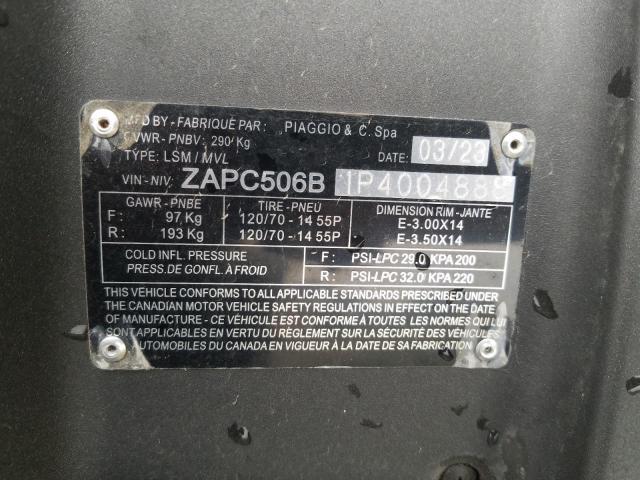 MFD BY - FABRIQUÉ PAR : PIAGGIO & C. Spa
GVWR - PNBV : 290 Kg
TYPE: LSM / MVL DATE: 03/23
VIN - NIV: ZAPC506B 1P4004889
GAWR - PNBE TIRE - PNEU DIMENSION RIM - JANTE
F: 97 Kg 120/70 - 14 55P E-3.00X14
R: 193 Kg 120/70 - 14 55P E-3.50X14
COLD INFL. PRESSURE F: PSI-LPC 29.0 KPA 200
PRESS. DE GONFL. À FROID R: PSI-LPC 32.0 KPA 220
THIS VEHICLE CONFORMS TO ALL APPLICABLE STANDARDS PRESCRIBED UNDER
THE CANADIAN MOTOR VEHICLE SAFETY REGULATIONS IN EFFECT ON THE DATE
OF MANUFACTURE - CE VÉHICULE EST CONFORME À TOUTES LES NORMES QUI LUI
SONT APPLICABLES EN VERTU DU RÈGLEMENT SUR LA SÉCURITÉ DES VÉHICULES
AUTOMOBILES DU CANADA EN VIGUEUR À LA DATE DE SA FABRICATION